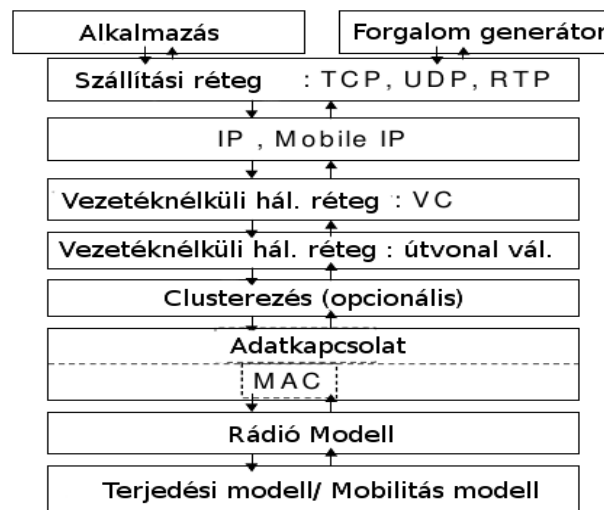 Alkalmazás
Forgalom generátor
Szállítási réteg : TCP, UDP, RTP
IP , Mobile IP
Vezetéknélküli hál. réteg : VC
Vezetéknélküli hál. réteg : útvonal vál.
Clusterezés (opcionális)
Adatkapcsolat
MAC
Rádió Modell
Terjedési modell/ Mobilitás modell